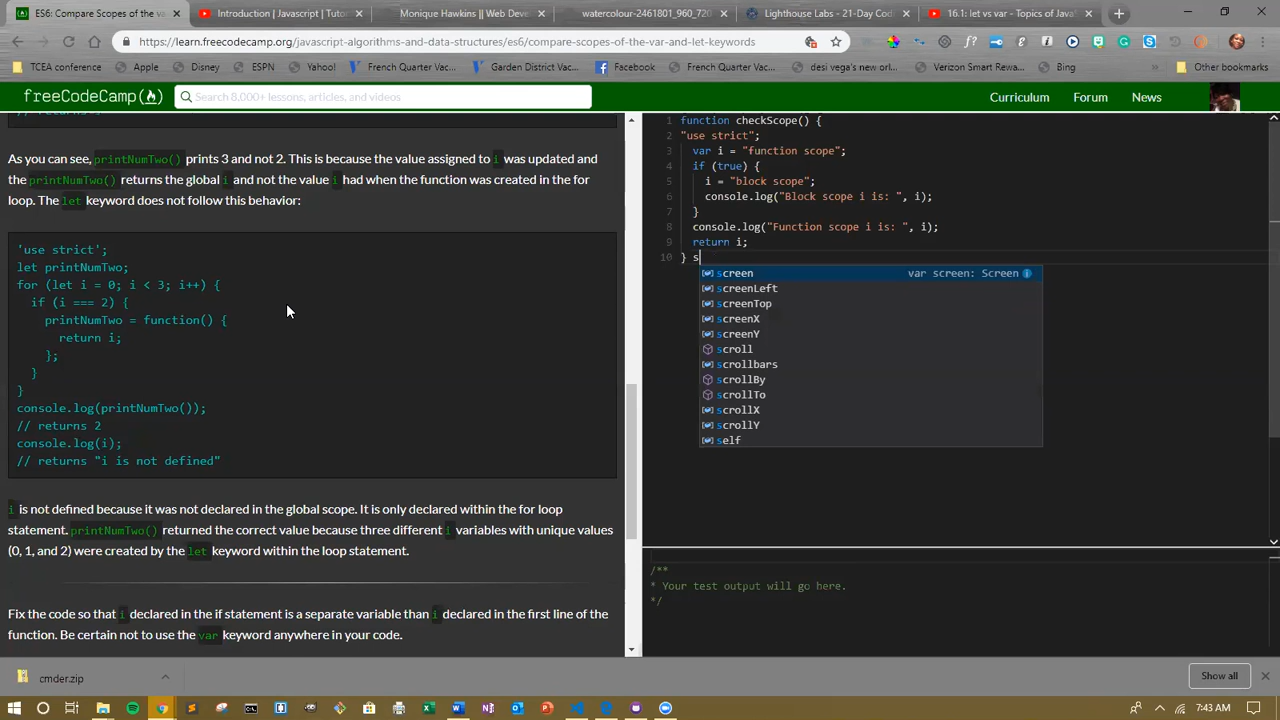 ES6: Compare Scopes of the va
Introduction | Javascript | Tutor
Monique Hawkins || Web Deve
watercolour-2461801_960_720
Lighthouse Labs - 21-Day Cod
16.1: let vs var - Topics of JavaS
https://learn.freecodecamp.org/javascript-algorithms-and-data-structures/es6/compare-scopes-of-the-var-and-let-keywords
TCEA conference
Apple
Disney
ESPN
Yahoo!
French Quarter Vac...
Garden District Vac...
Facebook
French Quarter Vac...
desi vega's new orl...
Verizon Smart Rewa...
Bing
»
Other bookmarks
freeCodeCamp
Search 8,000+ lessons, articles, and videos
Curriculum
Forum
News
As you can see, printNumTwo() prints 3 and not 2. This is because the value assigned to i was updated and
the printNumTwo() returns the global i and not the value i had when the function was created in the for
loop. The let keyword does not follow this behavior:
'use strict';
let printNumTwo;
for (let i = 0; i < 3; i++) {
if (i === 2) {
printNumTwo = function() {
return i;
};
}
}
console.log(printNumTwo());
// returns 2
console.log(i);
// returns "i is not defined"
i is not defined because it was not declared in the global scope. It is only declared within the for loop
statement. printNumTwo() returned the correct value because three different i variables with unique values
(0, 1, and 2) were created by the let keyword within the loop statement.
Fix the code so that i declared in the if statement is a separate variable than i declared in the first line of the
function. Be certain not to use the var keyword anywhere in your code.
1 function checkScope() {
2 "use strict";
3 var i = "function scope";
4 if (true) {
5 i = "block scope";
6 console.log("Block scope i is: ", i);
7 }
8 console.log("Function scope i is: ", i);
9 return i;
10 } s
screen var screen: Screen
screenLeft
screenTop
screenX
screenY
scroll
scrollbars
scrollBy
scrollTo
scrollX
scrollY
self
/**
* Your test output will go here.
*/
cmder.zip
Show all
7:43 AM